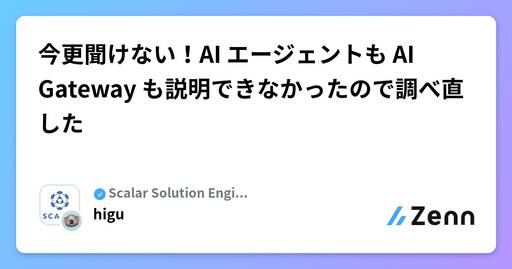 今更聞けない！AI エージェントも AI
Gateway も説明できなかったので調べ直
した
Scalar Solution Engi...
SCA
higu
Zenn